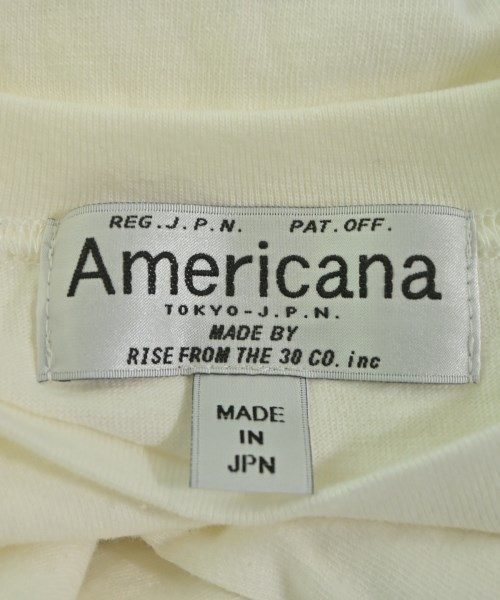 REG.J.P.N. PAT.OFF.
Americana
TOKYO-J.P.N.
MADE BY
RISE FROM THE 30 CO. inc
MADE
IN
JPN